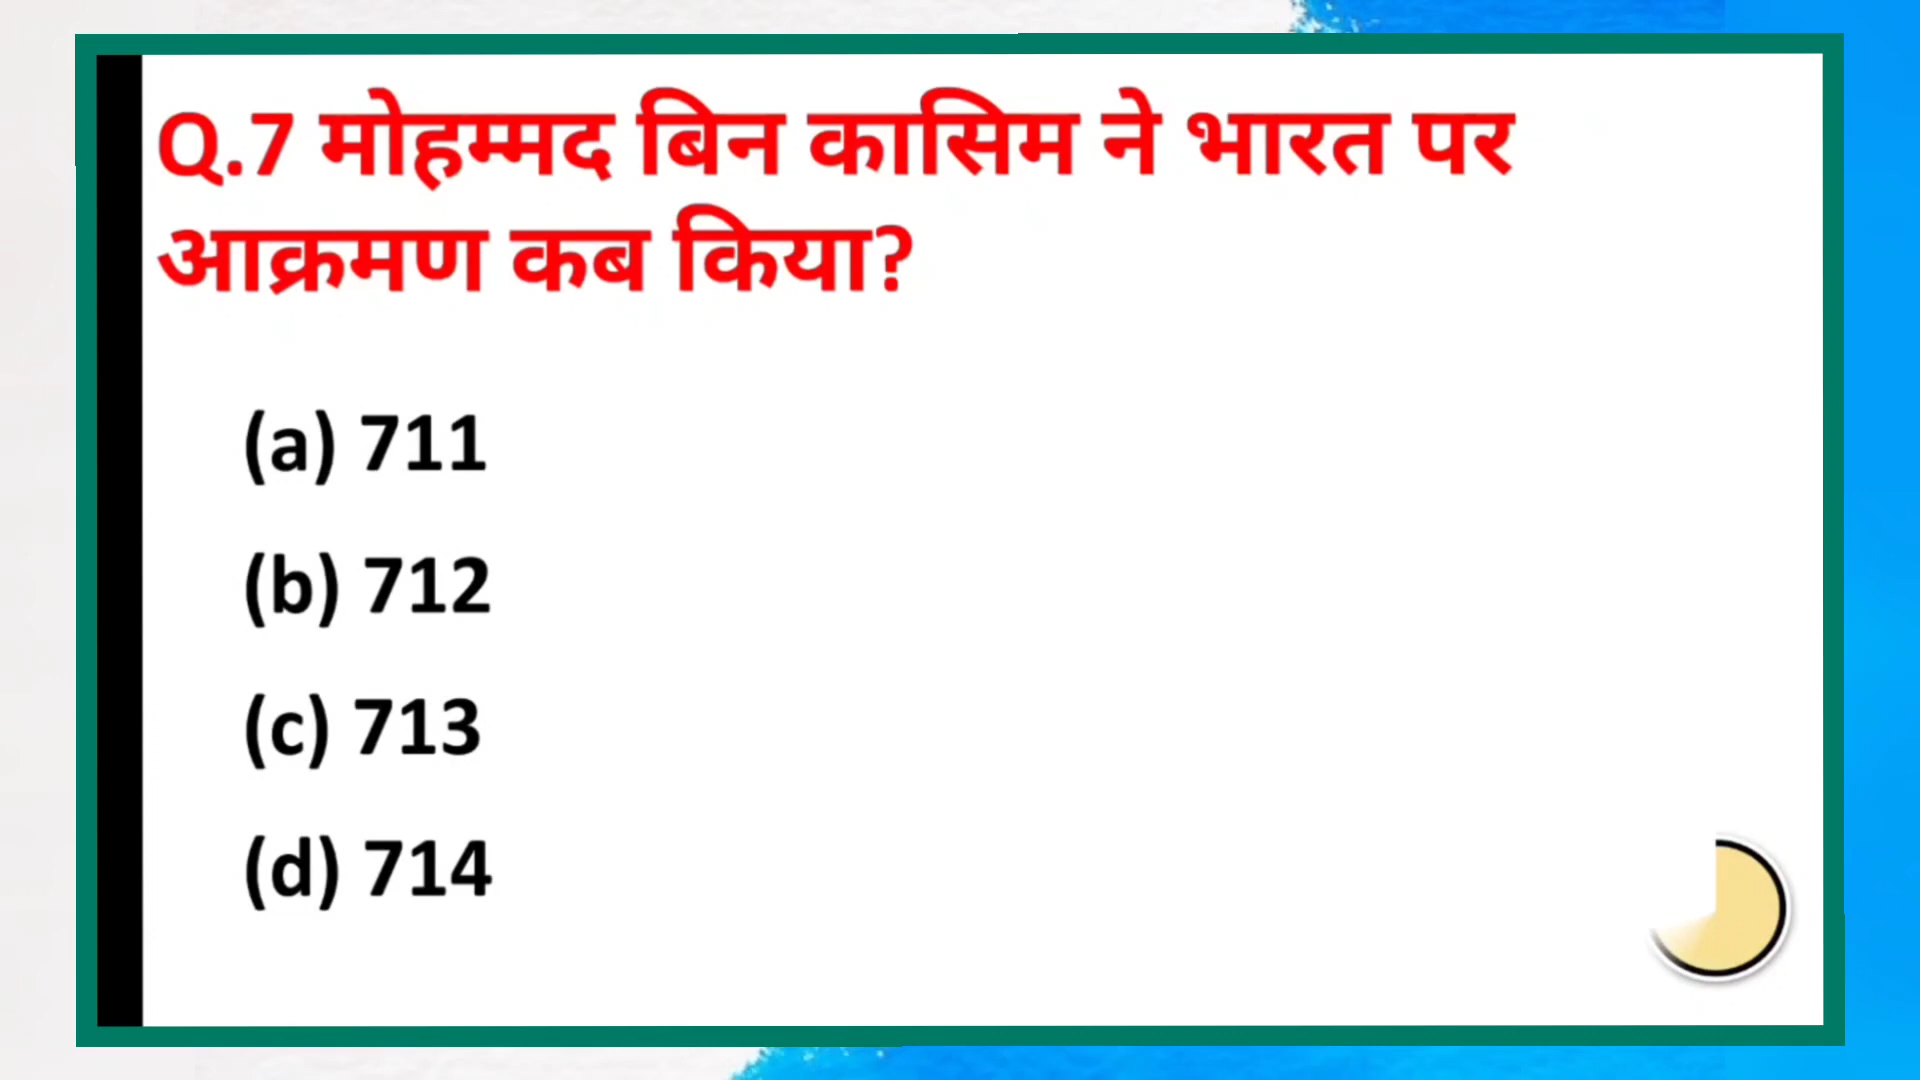 Q.7 मोहम्मद बिन कासिम ने भारत पर
आक्रमण कब किया?
(a) 711
(b) 712
(c) 713
(d) 714